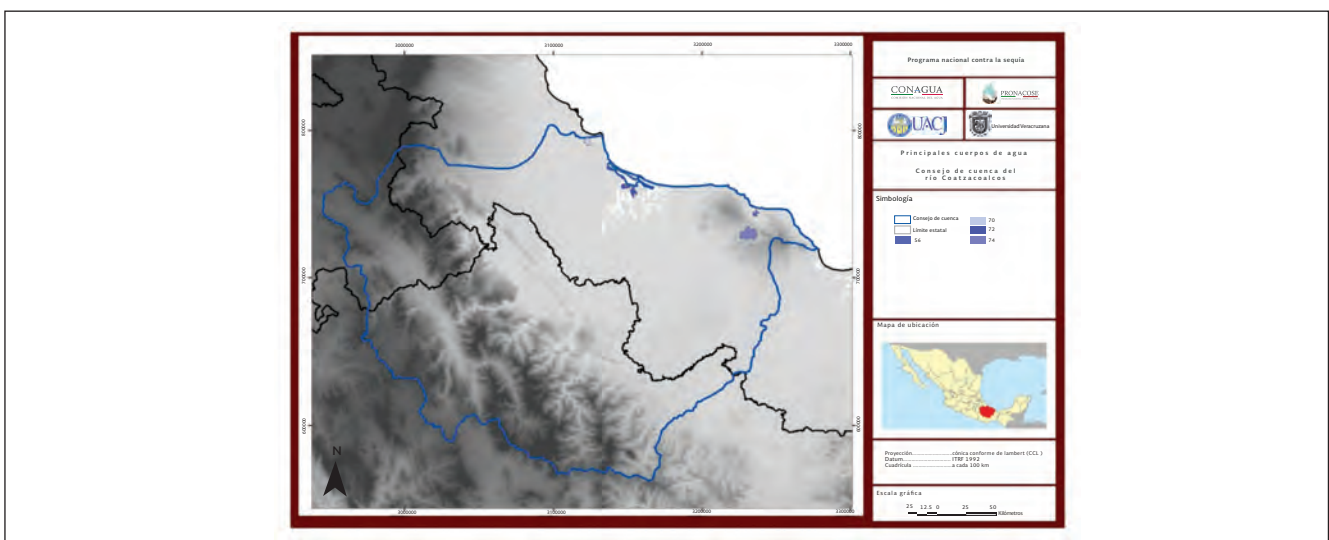 3000000 3100000 3200000 3300000
800000 800000
700000 700000
600000 600000
N
3000000 3100000 3200000 3300000
Programa nacional contra la sequía
CONAGUA
PRONACOSE
UACJ
Universidad Veracruzana
Principales cuerpos de agua
Consejo de cuenca del
río Coatzacoalcos
Simbología
Consejo de cuenca
Límite estatal
56
70
72
74
Mapa de ubicación
Proyección....................cónica conforme de lambert (CCL )
Datum.................... ITRF 1992
Cuadrícula ....................a cada 100 km
Escala gráfica
25 12.5 0 25 50
Kilómetros